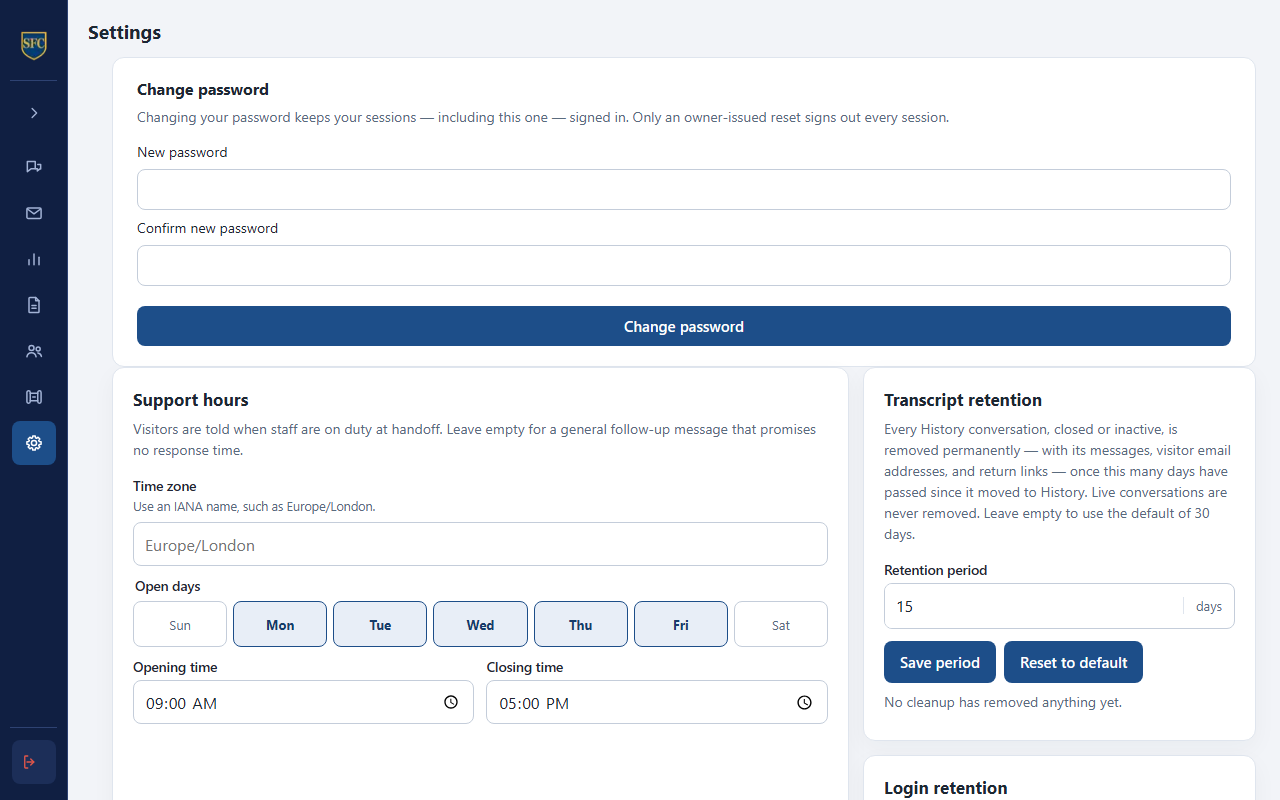 SFC
Settings
Change password
Changing your password keeps your sessions — including this one — signed in. Only an owner-issued reset signs out every session.
New password
Confirm new password
Change password
Support hours
Visitors are told when staff are on duty at handoff. Leave empty for a general follow-up message that promises
no response time.
Time zone
Use an IANA name, such as Europe/London.
Europe/London
Open days
Sun Mon Tue Wed Thu Fri Sat
Opening time Closing time
09:00 AM 05:00 PM
Transcript retention
Every History conversation, closed or inactive, is
removed permanently — with its messages, visitor email
addresses, and return links — once this many days have
passed since it moved to History. Live conversations are
never removed. Leave empty to use the default of 30
days.
Retention period
15 days
Save period Reset to default
No cleanup has removed anything yet.
Login retention